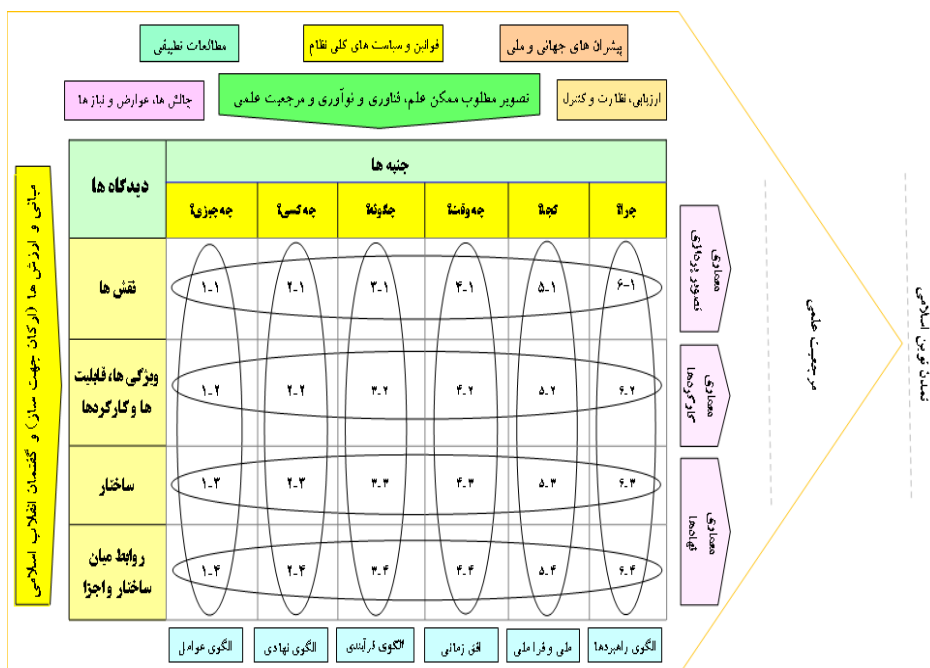 پیشران های جهانی و ملی
قوانین و سیاست های کلی نظام
مطالعات تطبیقی
ارزیابی، نظارت و کنترل
تصویر مطلوب ممکن علم، فناوری و نوآوری و مرجعیت علمی
چالش ها، عوارض و نیاز ها
مبانی و ارزش ها (ارکان جهت ساز) و گفتمان انقلاب اسلامی
دیدگاه ها
جنبه ها
چه چیزی؟
چه کسی؟
چگونه؟
چه وقت؟
کجا؟
چرا؟
نقش ها
۱-۱
۲-۱
۳-۱
۴-۱
۵-۱
۶-۱
ویژگی ها، قابلیت
ها و کارکردها
۱-۲
۲-۲
۳-۲
۴-۲
۵-۲
۶-۲
ساختار
۱-۳
۲-۳
۳-۳
۴-۳
۵-۳
۶-۳
روابط میان
ساختار و اجزا
۱-۴
۲-۴
۳-۴
۴-۴
۵-۴
۶-۴
معماری
تصویر پردازی
معماری
کارکردها
معماری
نهادها
مرجعیت علمی
تمدن نوین اسلامی
الگوی عوامل
الگوی نهادی
الگوی فرآیندی
افق زمانی
ملی و فرا ملی
الگوی راهبردها